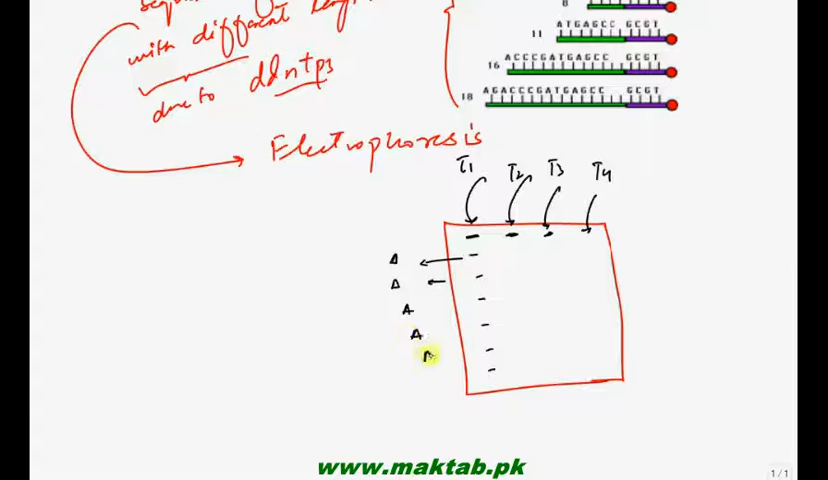 with different
due to ddntps
Electrophoresis
8
11 ATGAGCC GCGT
16 ACCCGATGAGCC GCGT
18 AGACCCGATGAGCC GCGT
T1 T2 T3 T4
A
A
A
A
A
www.maktab.pk
1/1